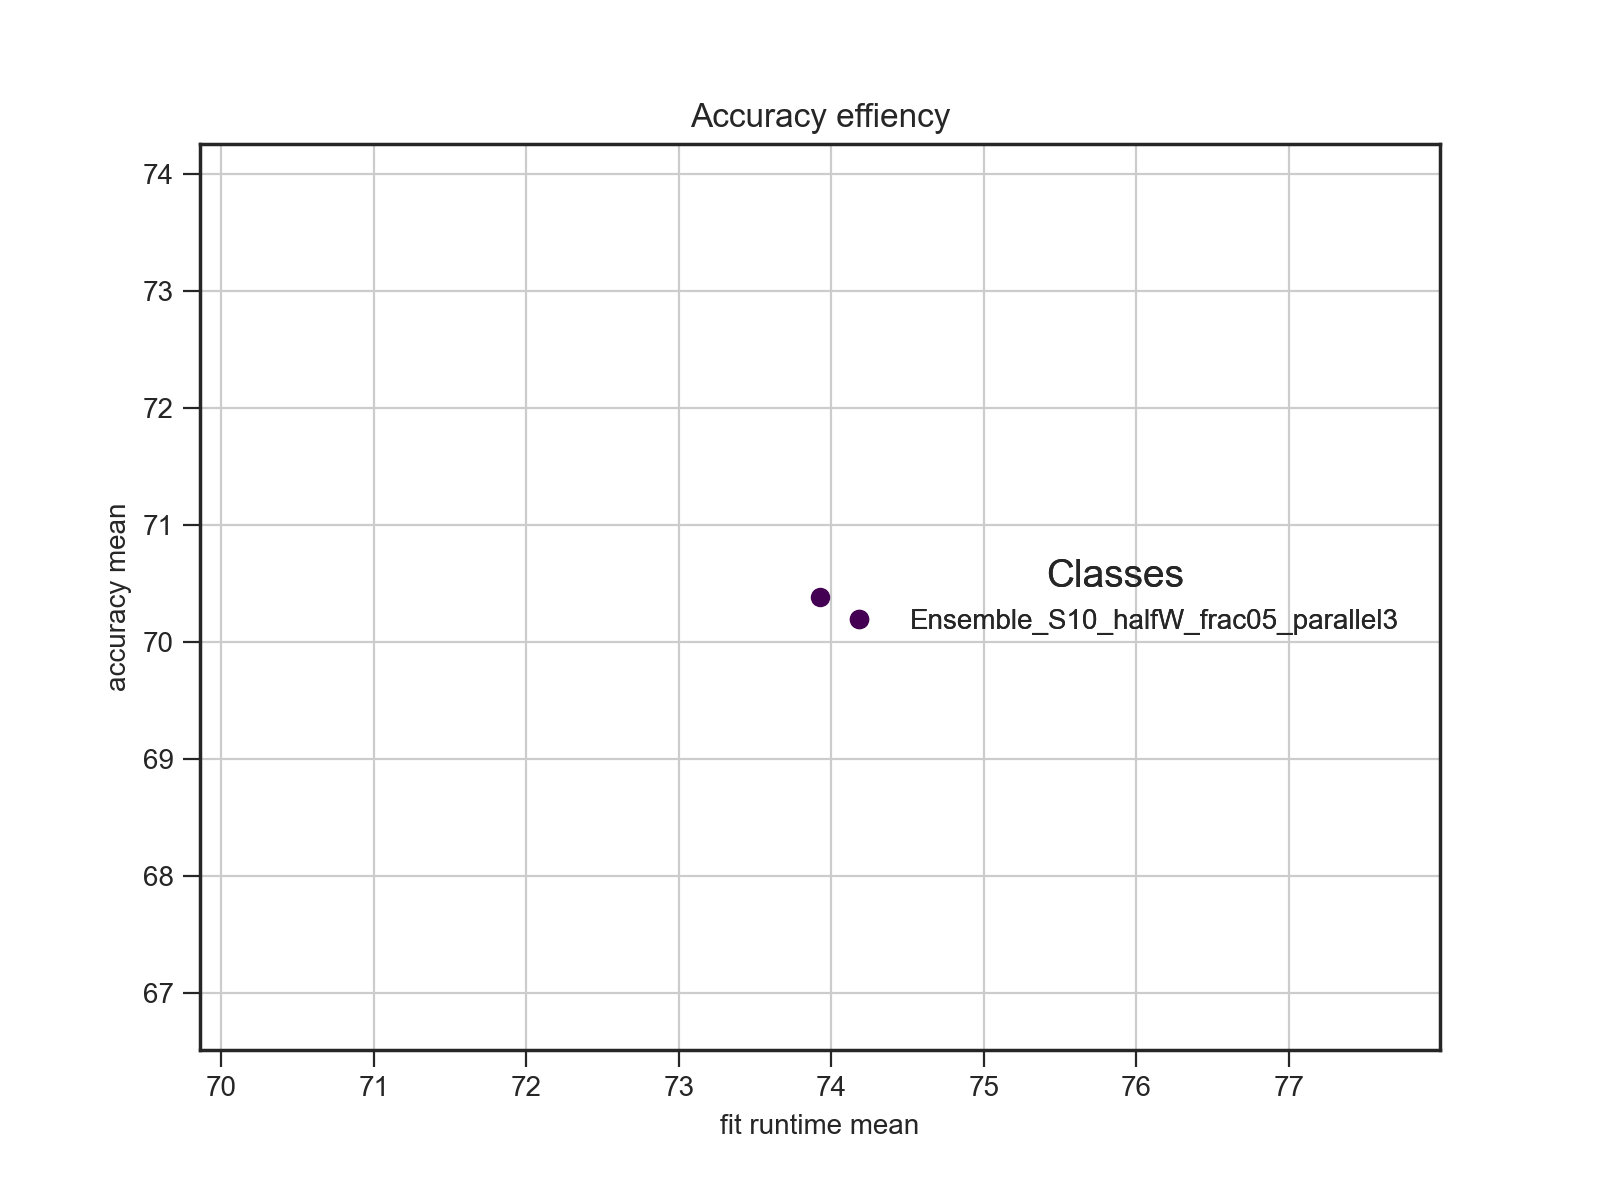 Accuracy effiency
74
73
72
71
70
69
68
67
accuracy mean
Classes
Ensemble_S10_halfW_frac05_parallel3
70 71 72 73 74 75 76 77
fit runtime mean